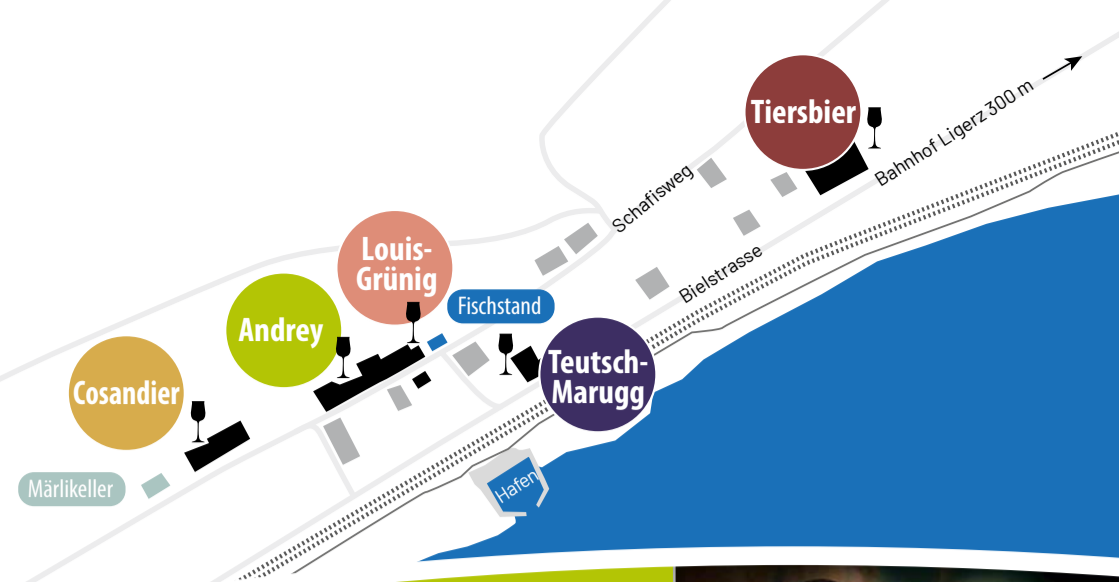 Tiersbier
Bahnhof Ligerz 300 m
Schafisweg
Louis-
Grünig
Bielstrasse
Fischstand
Andrey
Teutsch-
Marugg
Cosandier
Märlikeller
Hafen